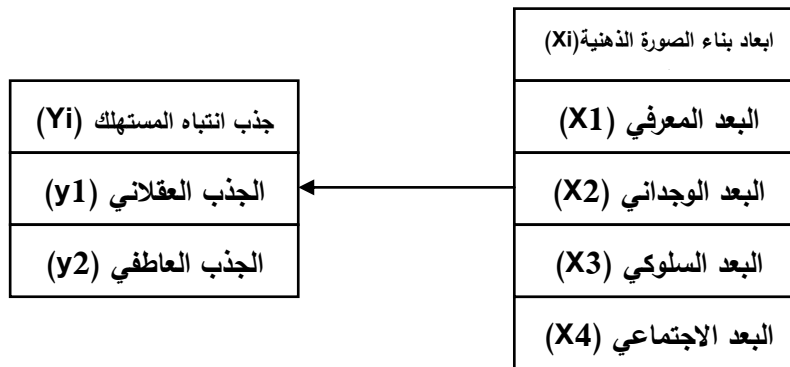 ابعاد بناء الصورة الذهنية(Xi)
البعد المعرفي (X1)
البعد الوجداني (X2)
البعد السلوكي (X3)
البعد الاجتماعي (X4)
جذب انتباه المستهلك (Yi)
الجذب العقلاني (y1)
الجذب العاطفي (y2)